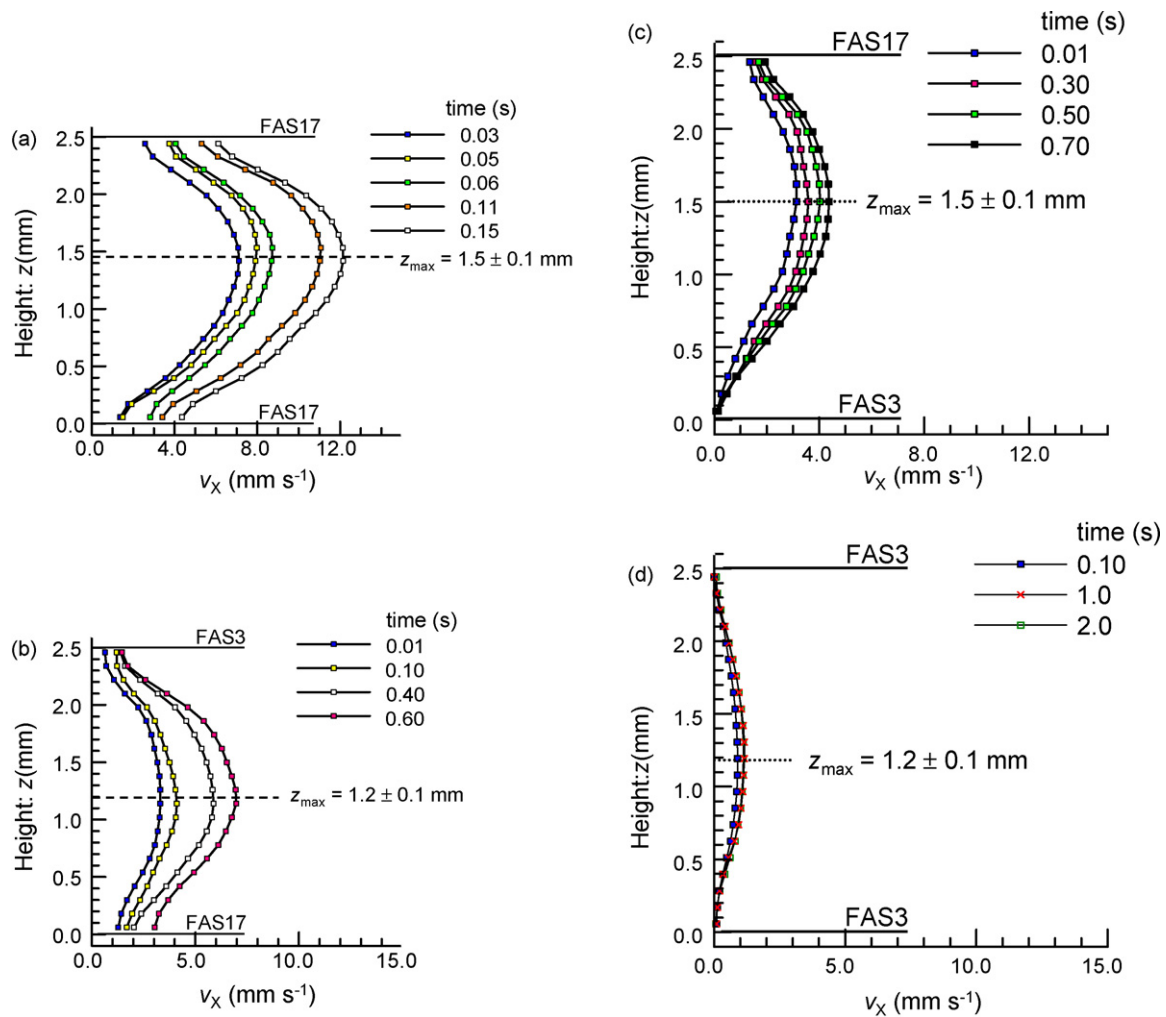 (a)
time (s)
FAS17
0.03
0.05
0.06
0.11
0.15
2.5
2.0
1.5
1.0
0.5
0.0
Height: z(mm)
zmax = 1.5 ± 0.1 mm
FAS17
0.0 4.0 8.0 12.0
vX (mm s-1)
(c)
time (s)
FAS17
0.01
0.30
0.50
0.70
2.5
2.0
1.5
1.0
0.5
0.0
Height:z(mm)
zmax = 1.5 ± 0.1 mm
FAS3
0.0 4.0 8.0 12.0
vX (mm s-1)
(b)
time (s)
FAS3
0.01
0.10
0.40
0.60
2.5
2.0
1.5
1.0
0.5
0.0
Height: z(mm)
zmax = 1.2 ± 0.1 mm
FAS17
0.0 5.0 10.0 15.0
vX (mm s-1)
(d)
time (s)
FAS3
0.10
1.0
2.0
2.5
2.0
1.5
1.0
0.5
0.0
Height:z(mm)
zmax = 1.2 ± 0.1 mm
FAS3
0.0 5.0 10.0 15.0
vX (mm s-1)